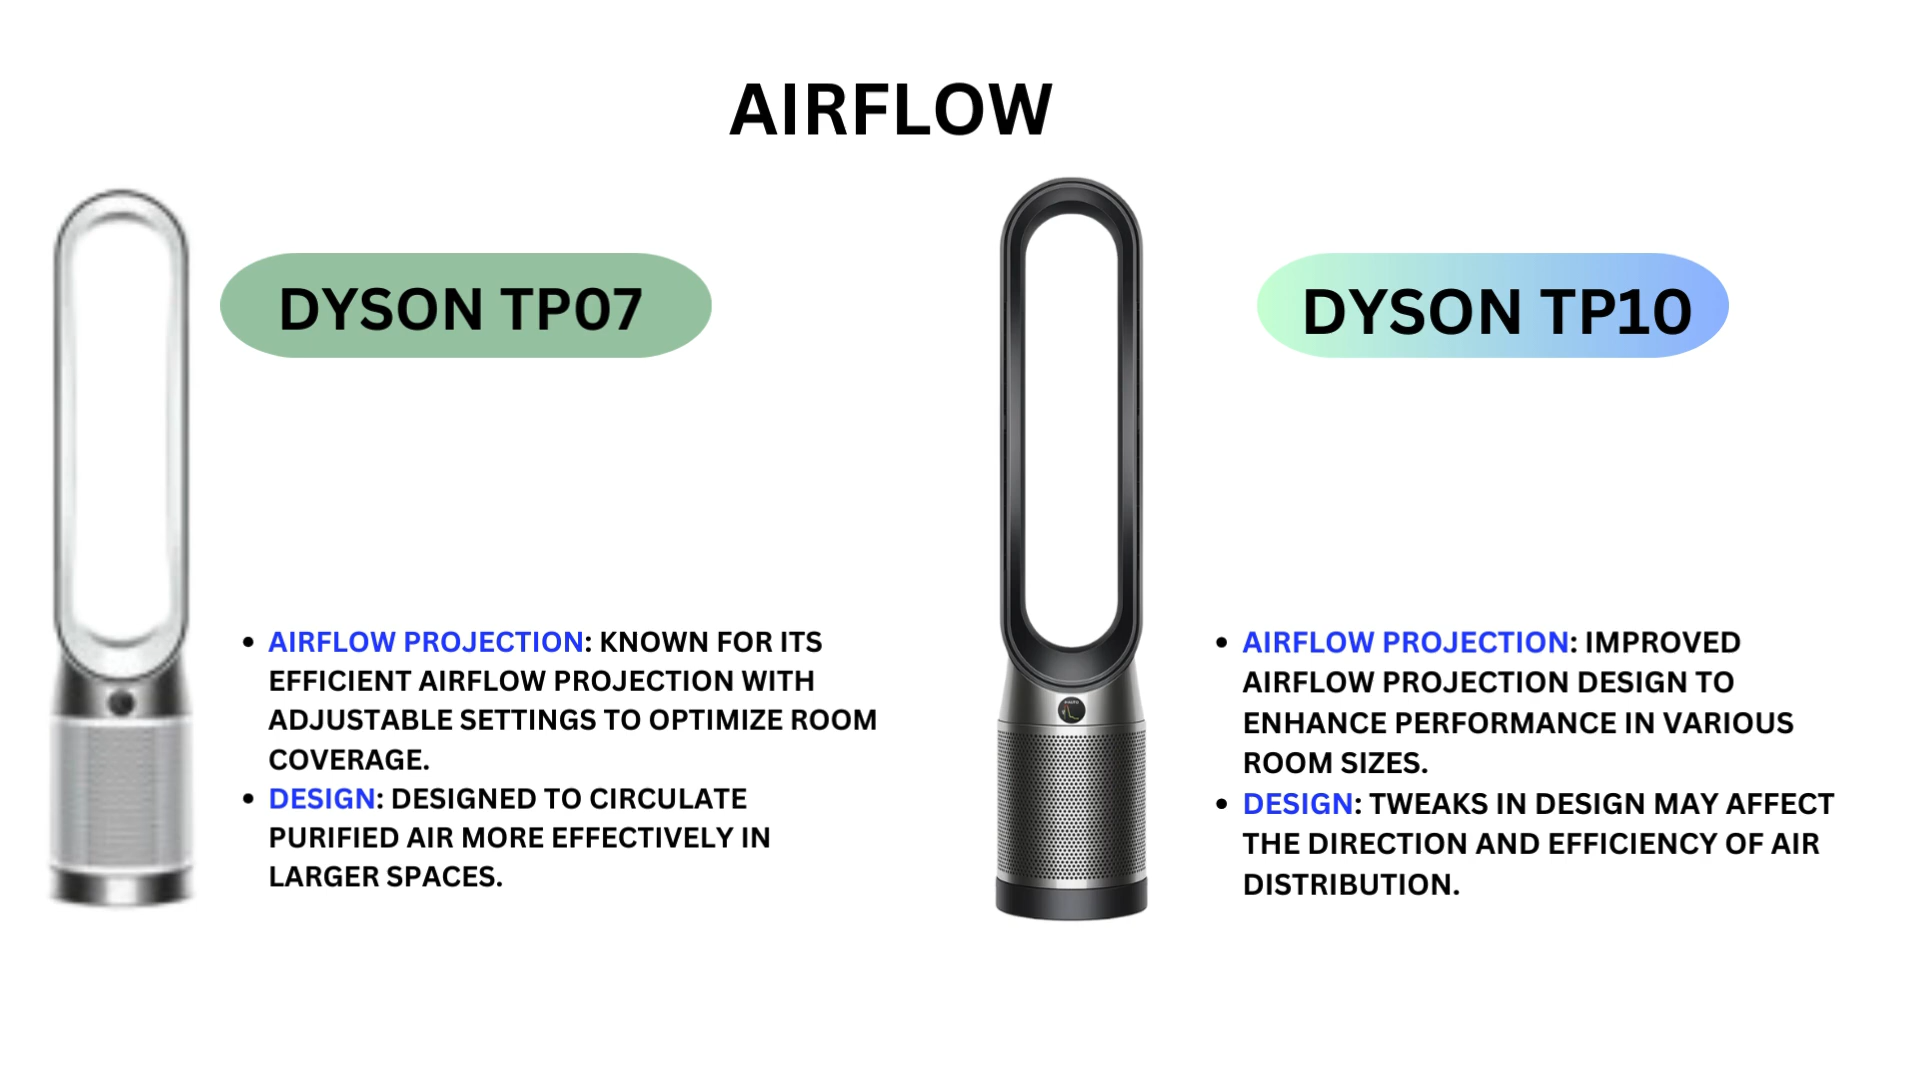 AIRFLOW
DYSON TP07
DYSON TP10
• AIRFLOW PROJECTION: KNOWN FOR ITS
EFFICIENT AIRFLOW PROJECTION WITH
ADJUSTABLE SETTINGS TO OPTIMIZE ROOM
COVERAGE.
• DESIGN: DESIGNED TO CIRCULATE
PURIFIED AIR MORE EFFECTIVELY IN
LARGER SPACES.
• AIRFLOW PROJECTION: IMPROVED
AIRFLOW PROJECTION DESIGN TO
ENHANCE PERFORMANCE IN VARIOUS
ROOM SIZES.
• DESIGN: TWEAKS IN DESIGN MAY AFFECT
THE DIRECTION AND EFFICIENCY OF AIR
DISTRIBUTION.